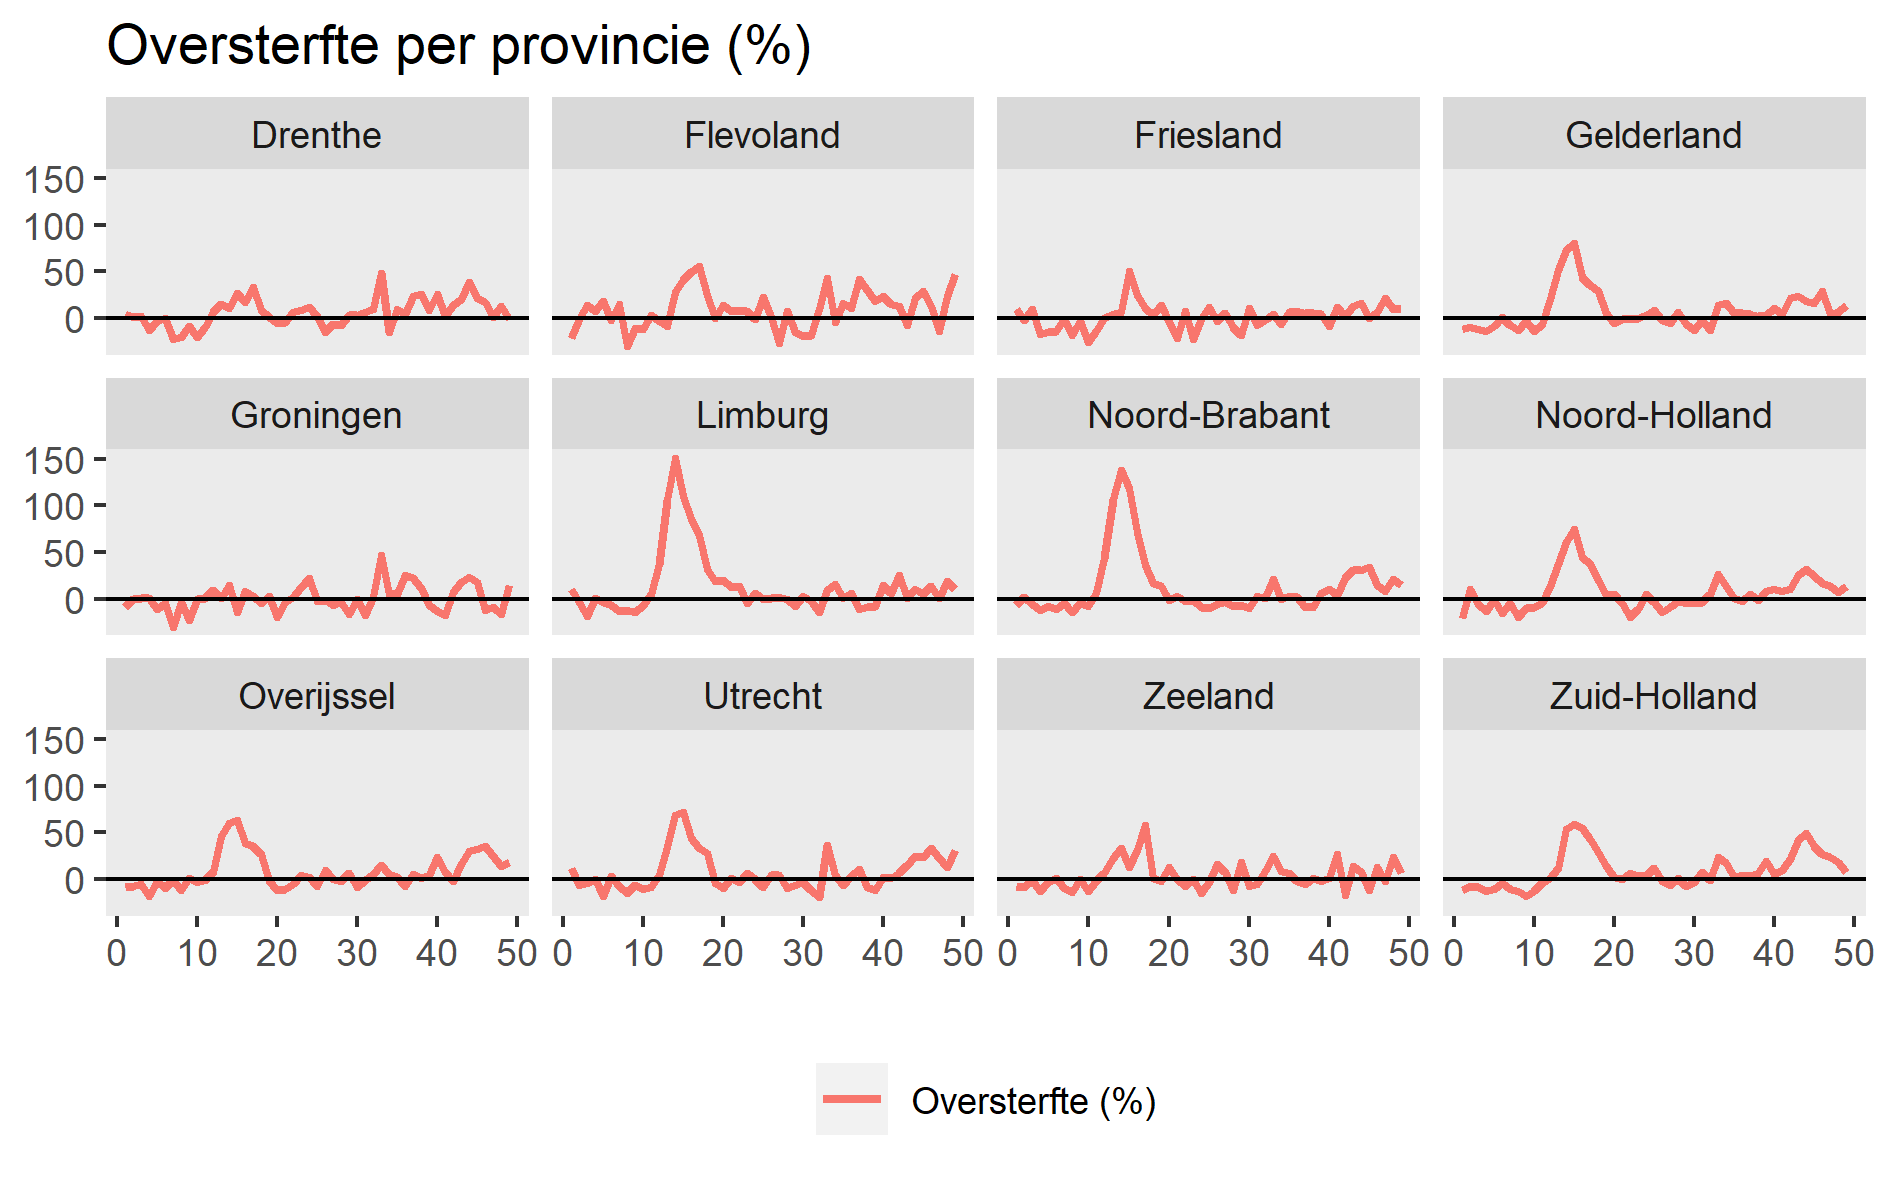 Oversterfte per provincie (%)
Drenthe Flevoland Friesland Gelderland
150
100
50
0
Groningen Limburg Noord-Brabant Noord-Holland
150
100
50
0
Overijssel Utrecht Zeeland Zuid-Holland
150
100
50
0
0 10 20 30 40 50 0 10 20 30 40 50 0 10 20 30 40 50 0 10 20 30 40 50
Oversterfte (%)